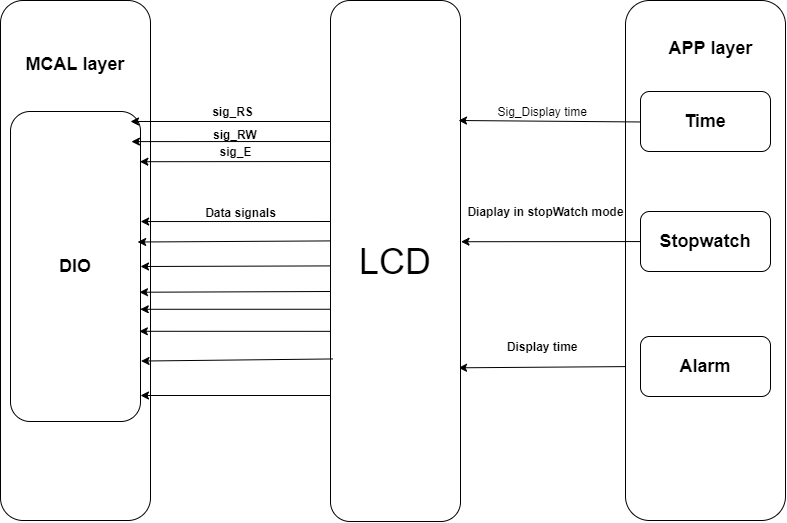 MCAL layer
APP layer
sig_RS
Sig_Display time
Time
sig_RW
sig_E
Data signals
Diaplay in stopWatch mode
Stopwatch
DIO
LCD
Display time
Alarm